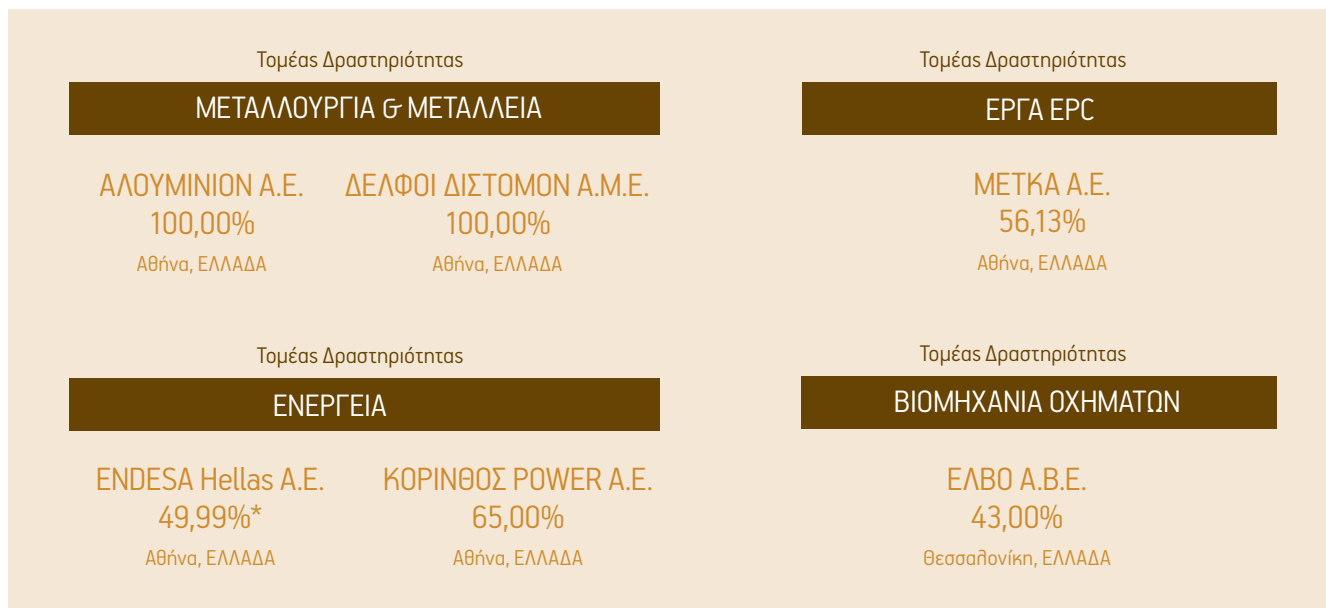 Τομέας Δραστηριότητας
ΜΕΤΑΛΛΟΥΡΓΙΑ & ΜΕΤΑΛΛΕΙΑ
ΑΛΟΥΜΙΝΙΟΝ Α.Ε.
100,00%
Αθήνα, ΕΛΛΑΔΑ
ΔΕΛΦΟΙ ΔΙΣΤΟΜΟΝ Α.Μ.Ε.
100,00%
Αθήνα, ΕΛΛΑΔΑ
Τομέας Δραστηριότητας
ΕΡΓΑ EPC
ΜΕΤΚΑ Α.Ε.
56,13%
Αθήνα, ΕΛΛΑΔΑ
Τομέας Δραστηριότητας
ΕΝΕΡΓΕΙΑ
ENDESA Hellas Α.Ε.
49,99%*
Αθήνα, ΕΛΛΑΔΑ
ΚΟΡΙΝΘΟΣ POWER Α.Ε.
65,00%
Αθήνα, ΕΛΛΑΔΑ
Τομέας Δραστηριότητας
ΒΙΟΜΗΧΑΝΙΑ ΟΧΗΜΑΤΩΝ
ΕΛΒΟ Α.Β.Ε.
43,00%
Θεσσαλονίκη, ΕΛΛΑΔΑ